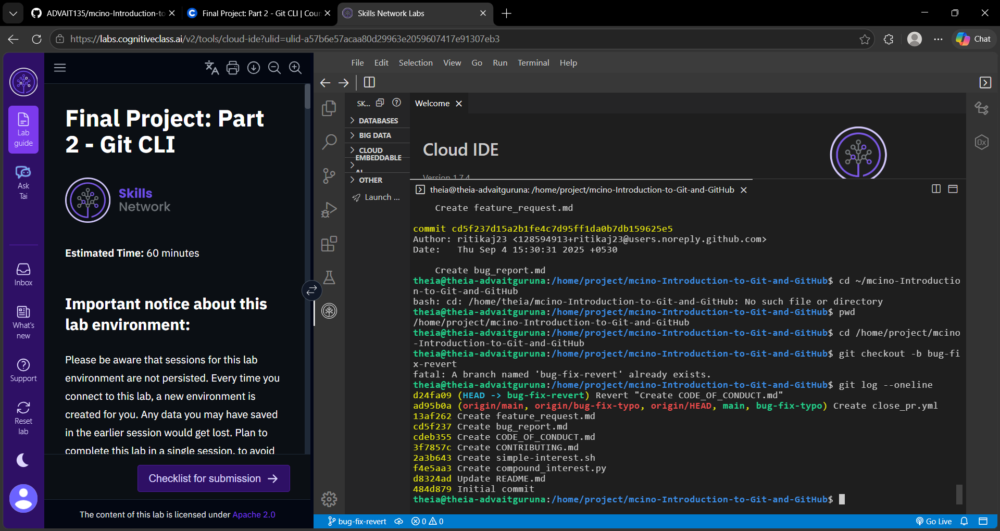 ADVAIT135/mcino-Introduction-to
Final Project: Part 2 - Git CLI | Cour
Skills Network Labs
https://labs.cognitiveclass.ai/v2/tools/cloud-ide?ulid=ulid-a57b6e57acaa80d29963e2059607417e91307eb3
Chat
Lab
guide
Ask
Tai
Inbox
What's
new
Support
Reset
lab
Final Project: Part
2 - Git CLI
Skills
Network
Estimated Time: 60 minutes
Important notice about this
lab environment:
Please be aware that sessions for this lab
environment are not persisted. Every time you
connect to this lab, a new environment is
created for you. Any data you may have saved
in the earlier session would get lost. Plan to
complete this lab in a single session, to avoid
Checklist for submission
The content of this lab is licensed under Apache 2.0
File Edit Selection View Go Run Terminal Help
SK...
DATABASES
BIG DATA
CLOUD
EMBEDDABLE
AI
OTHER
Launch ...
Welcome
Cloud IDE
Version 1.7.4
0x
theia@theia-advaitguruna: /home/project/mcino-Introduction-to-Git-and-GitHub
Create feature_request.md
commit cd5f237d15a2b1fe4c7d95ff1da0b7db159625e5
Author: ritikaj23 <128594913+ritikaj23@users.noreply.github.com>
Date:   Thu Sep 4 15:30:31 2025 +0530
Create bug_report.md
theia@theia-advaitguruna:/home/project/mcino-Introduction-to-Git-and-GitHub$ cd ~/mcino-Introductio
n-to-Git-and-GitHub
bash: cd: /home/theia/mcino-Introduction-to-Git-and-GitHub: No such file or directory
theia@theia-advaitguruna:/home/project/mcino-Introduction-to-Git-and-GitHub$ pwd
/home/project/mcino-Introduction-to-Git-and-GitHub
theia@theia-advaitguruna:/home/project/mcino-Introduction-to-Git-and-GitHub$ cd /home/project/mcino
-Introduction-to-Git-and-GitHub
theia@theia-advaitguruna:/home/project/mcino-Introduction-to-Git-and-GitHub$ git checkout -b bug-fi
x-revert
fatal: A branch named 'bug-fix-revert' already exists.
theia@theia-advaitguruna:/home/project/mcino-Introduction-to-Git-and-GitHub$ git log --oneline
d24fa09 (HEAD -> bug-fix-revert) Revert "Create CODE_OF_CONDUCT.md"
ad95b0a (origin/main, origin/bug-fix-typo, origin/HEAD, main, bug-fix-typo) Create close_pr.yml
13af262 Create feature_request.md
cd5f237 Create bug_report.md
cdeb355 Create CODE_OF_CONDUCT.md
3f7857c Create CONTRIBUTING.md
2a3b643 Create simple-interest.sh
f4e5aa3 Create compound_interest.py
d8324ad Update README.md
484d879 Initial commit
theia@theia-advaitguruna:/home/project/mcino-Introduction-to-Git-and-GitHub$
bug-fix-revert 0 0 Go Live